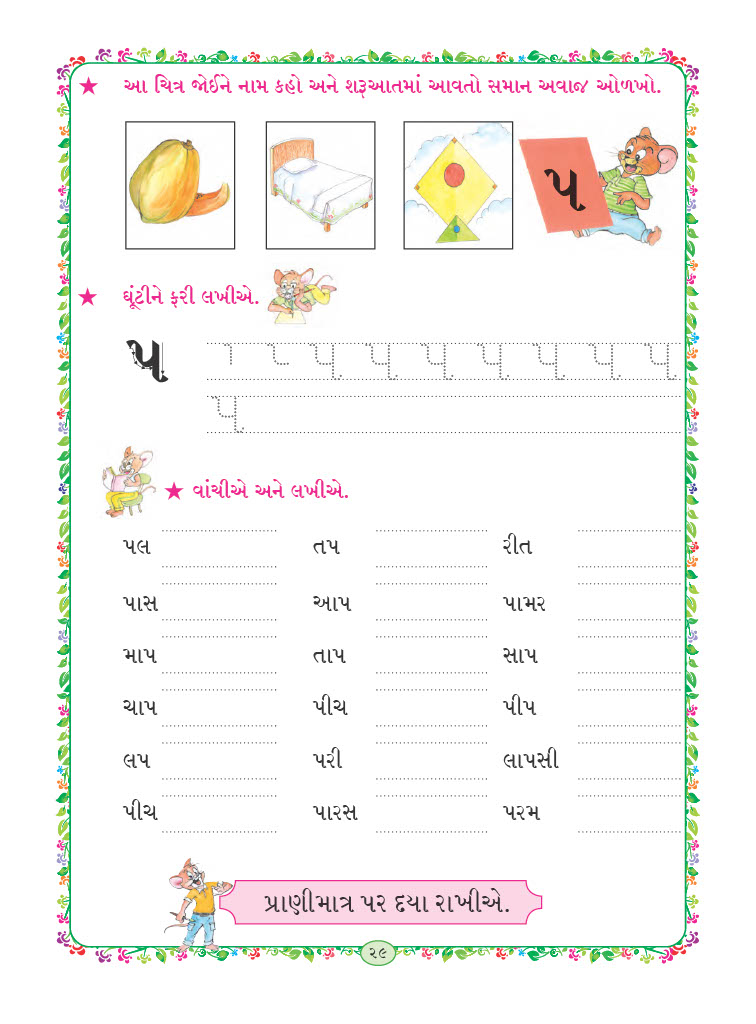 ★ આ ચિત્ર જોઈને નામ કહો અને શરૂઆતમાં આવતો સમાન અવાજ ઓળખો.
પ
★ ઘૂંટીને ફરી લખીએ.
પ ા ખ પ પ પ પ પ પ પ
પ
★ વાંચીએ અને લખીએ.
પલ તપ રીત
પાસ આપ પામર
માપ તાપ સાપ
ચાપ પીચ પીપ
લપ પરી લાપસી
પીચ પારસ પરમ
પ્રાણીમાત્ર પર દયા રાખીએ.
૨૯